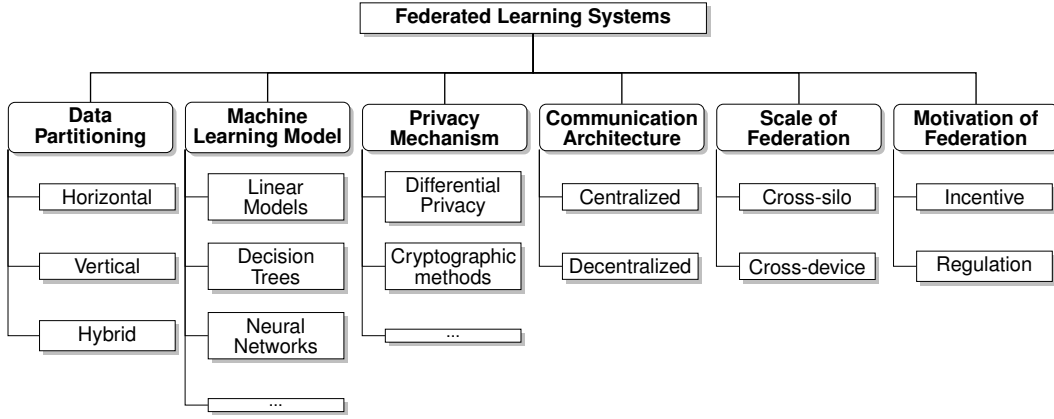 Federated Learning Systems
Data
Partitioning
Horizontal
Vertical
Hybrid
Machine
Learning Model
Linear
Models
Decision
Trees
Neural
Networks
...
Privacy
Mechanism
Differential
Privacy
Cryptographic
methods
...
Communication
Architecture
Centralized
Decentralized
Scale of
Federation
Cross-silo
Cross-device
Motivation of
Federation
Incentive
Regulation